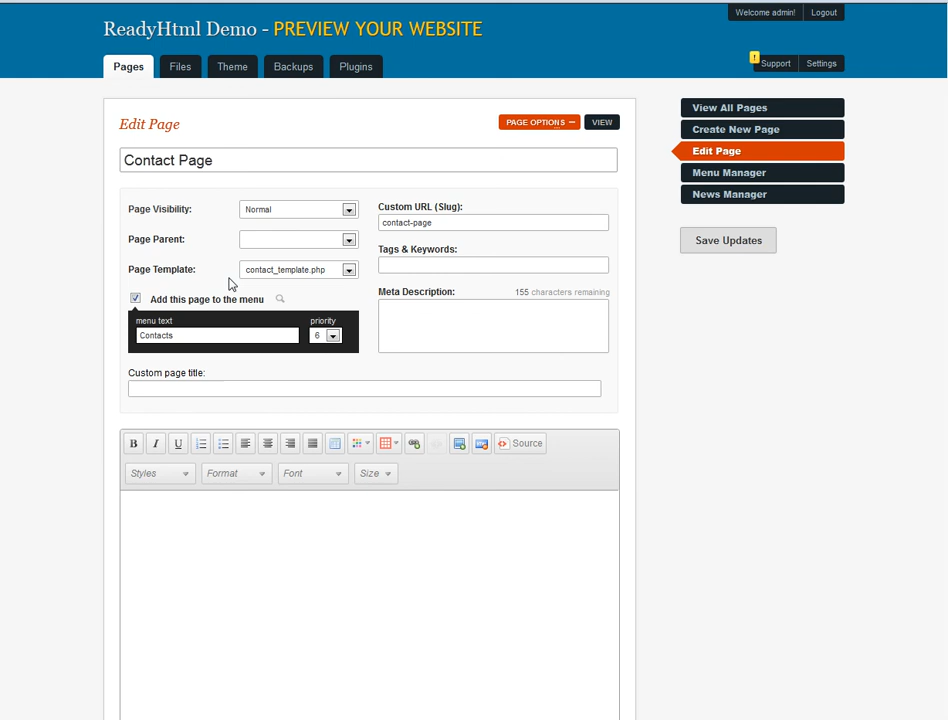 Welcome admin! Logout
ReadyHtml Demo - PREVIEW YOUR WEBSITE
Pages Files Theme Backups Plugins
! Support Settings
Edit Page
PAGE OPTIONS − VIEW
Contact Page
Page Visibility: Normal
Page Parent:
Page Template: contact_template.php
Add this page to the menu
menu text priority
Contacts 6
Custom URL (Slug):
contact-page
Tags & Keywords:
Meta Description: 155 characters remaining
Custom page title:
B I U Source
Styles Format Font Size
View All Pages
Create New Page
Edit Page
Menu Manager
News Manager
Save Updates